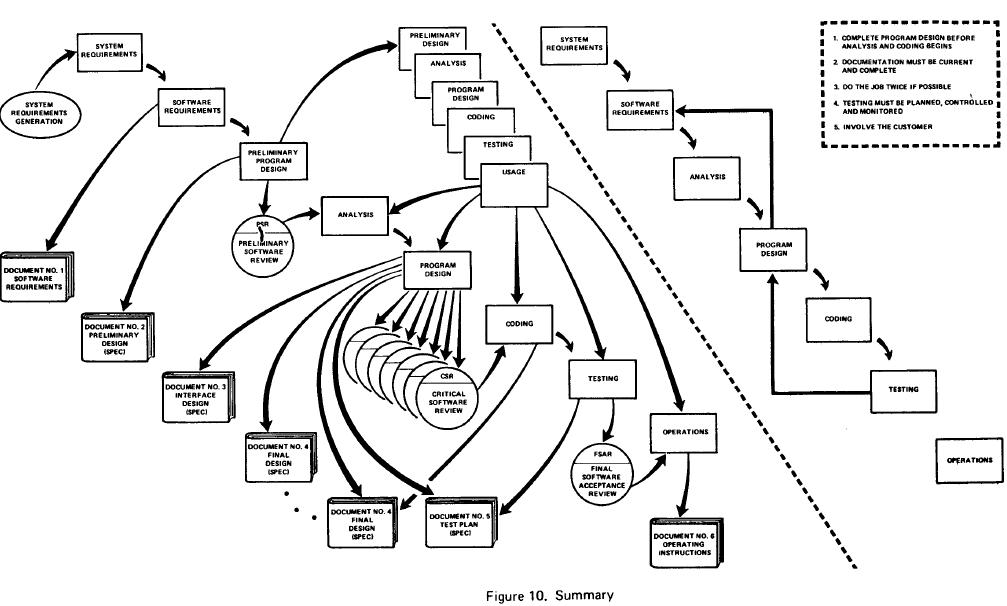 SYSTEM
REQUIREMENTS
SYSTEM
REQUIREMENTS
GENERATION
SOFTWARE
REQUIREMENTS
PRELIMINARY
PROGRAM
DESIGN
PRELIMINARY
DESIGN
ANALYSIS
PROGRAM
DESIGN
CODING
TESTING
USAGE
PSR
PRELIMINARY
SOFTWARE
REVIEW
ANALYSIS
PROGRAM
DESIGN
CODING
TESTING
OPERATIONS
CSR
CRITICAL
SOFTWARE
REVIEW
FSAR
FINAL
SOFTWARE
ACCEPTANCE
REVIEW
DOCUMENT NO. 1
SOFTWARE
REQUIREMENTS
DOCUMENT NO. 2
PRELIMINARY
DESIGN
(SPEC)
DOCUMENT NO. 3
INTERFACE
DESIGN
(SPEC)
DOCUMENT NO. 4
FINAL
DESIGN
(SPEC)
DOCUMENT NO. 4
FINAL
DESIGN
(SPEC)
DOCUMENT NO. 5
TEST PLAN
(SPEC)
DOCUMENT NO. 6
OPERATING
INSTRUCTIONS
SYSTEM
REQUIREMENTS
SOFTWARE
REQUIREMENTS
ANALYSIS
PROGRAM
DESIGN
CODING
TESTING
OPERATIONS
1. COMPLETE PROGRAM DESIGN BEFORE
ANALYSIS AND CODING BEGINS
2. DOCUMENTATION MUST BE CURRENT
AND COMPLETE
3. DO THE JOB TWICE IF POSSIBLE
4. TESTING MUST BE PLANNED, CONTROLLED
AND MONITORED
5. INVOLVE THE CUSTOMER
Figure 10. Summary